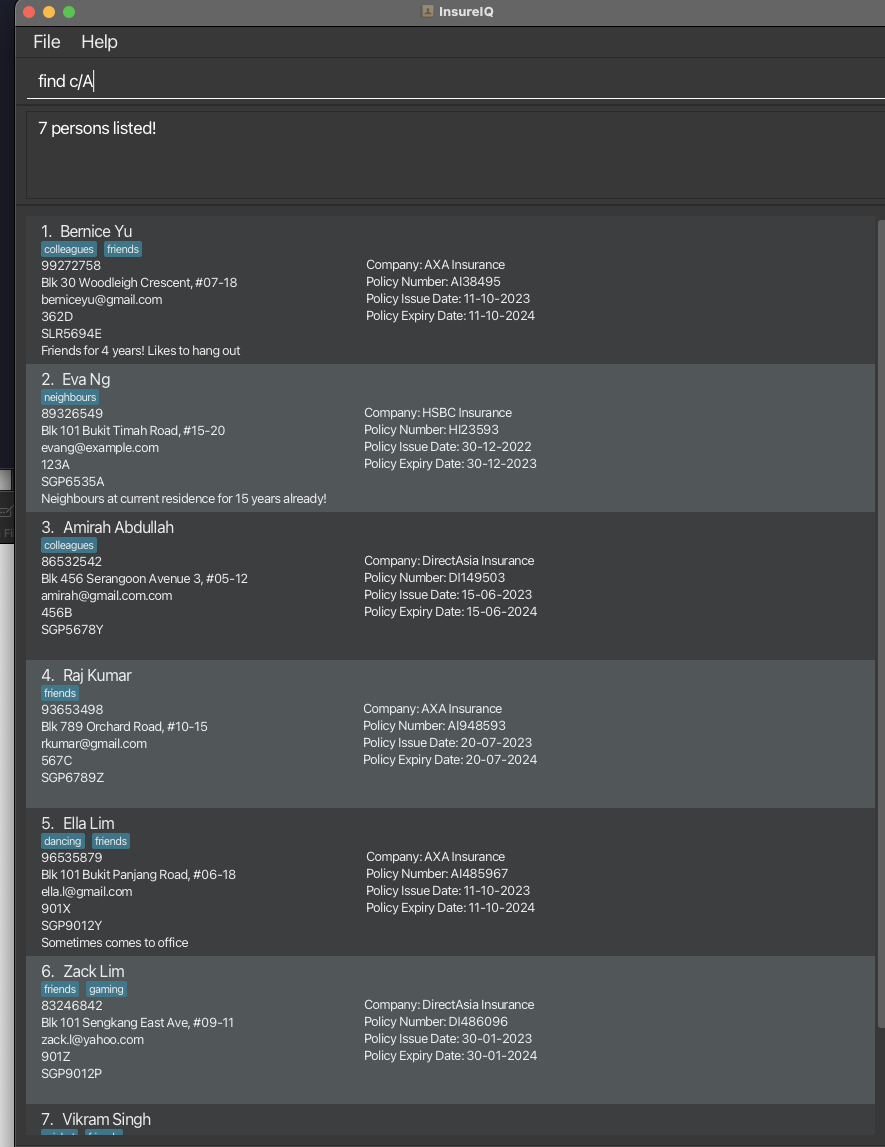 InsureIQ
File Help
find c/A
7 persons listed!
1. Bernice Yu
colleagues friends
99272758
Blk 30 Woodleigh Crescent, #07-18
berniceyu@gmail.com
362D
SLR5694E
Friends for 4 years! Likes to hang out
Company: AXA Insurance
Policy Number: AI38495
Policy Issue Date: 11-10-2023
Policy Expiry Date: 11-10-2024
2. Eva Ng
neighbours
89326549
Blk 101 Bukit Timah Road, #15-20
evang@example.com
123A
SGP6535A
Neighbours at current residence for 15 years already!
Company: HSBC Insurance
Policy Number: HI23593
Policy Issue Date: 30-12-2022
Policy Expiry Date: 30-12-2023
3. Amirah Abdullah
colleagues
86532542
Blk 456 Serangoon Avenue 3, #05-12
amirah@gmail.com.com
456B
SGP5678Y
Company: DirectAsia Insurance
Policy Number: DI149503
Policy Issue Date: 15-06-2023
Policy Expiry Date: 15-06-2024
4. Raj Kumar
friends
93653498
Blk 789 Orchard Road, #10-15
rkumar@gmail.com
567C
SGP6789Z
Company: AXA Insurance
Policy Number: AI948593
Policy Issue Date: 20-07-2023
Policy Expiry Date: 20-07-2024
5. Ella Lim
dancing friends
96535879
Blk 101 Bukit Panjang Road, #06-18
ella.l@gmail.com
901X
SGP9012Y
Sometimes comes to office
Company: AXA Insurance
Policy Number: AI485967
Policy Issue Date: 11-10-2023
Policy Expiry Date: 11-10-2024
6. Zack Lim
friends gaming
83246842
Blk 101 Sengkang East Ave, #09-11
zack.l@yahoo.com
901Z
SGP9012P
Company: DirectAsia Insurance
Policy Number: DI486096
Policy Issue Date: 30-01-2023
Policy Expiry Date: 30-01-2024
7. Vikram Singh